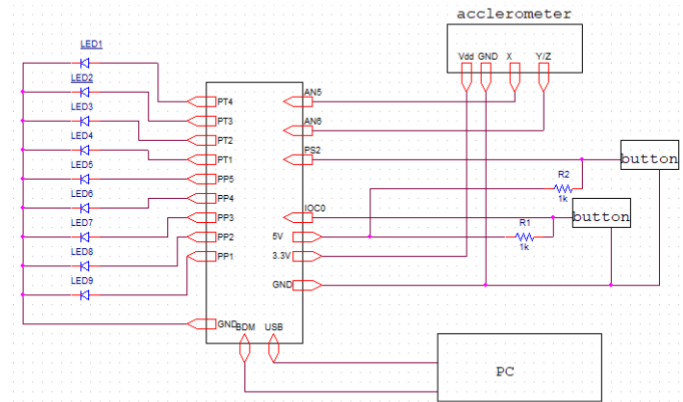 acclerometer
Vdd GND X Y/Z
LED1
LED2
LED3
LED4
LED5
LED6
LED7
LED8
LED9
PT4
PT3
PT2
PT1
PP5
PP4
PP3
PP2
PP1
GND
AN5
AN6
PS2
IOC0
5V
3.3V
GND
BDM USB
button
R2
1k
button
R1
1k
PC